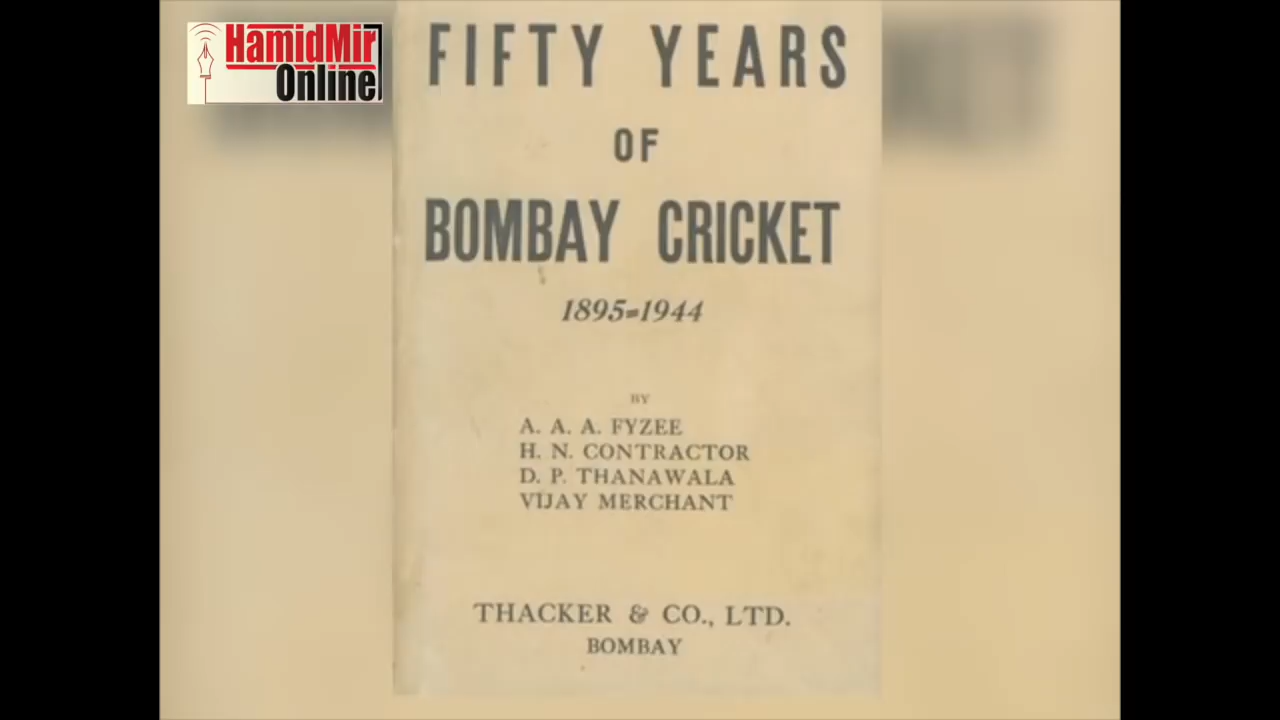 HamidMir
Online
FIFTY YEARS
OF
BOMBAY CRICKET
1895=1944
BY
A. A. A. FYZEE
H. N. CONTRACTOR
D. P. THANAWALA
VIJAY MERCHANT
THACKER & CO., LTD.
BOMBAY